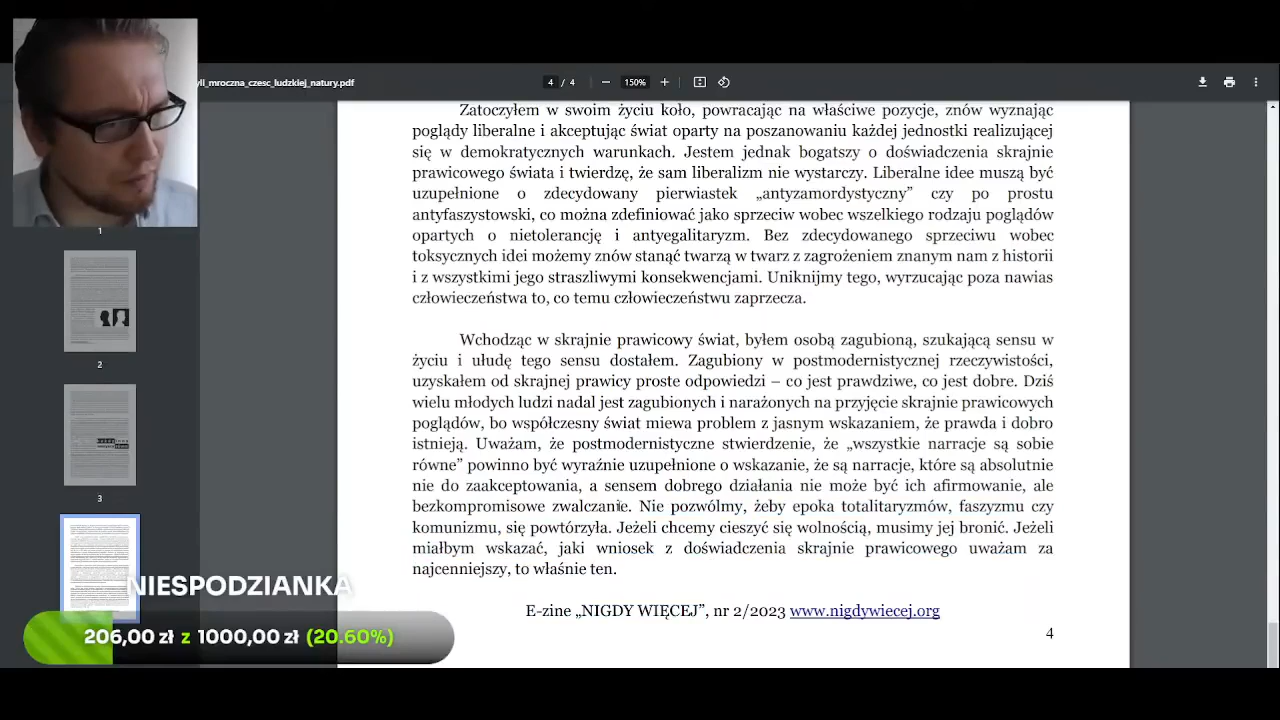 yli_mroczna_czesc_ludzkiej_natury.pdf
4 / 4
150%
Zatoczyłem w swoim życiu koło, powracając na właściwe pozycje, znów wyznając
poglądy liberalne i akceptując świat oparty na poszanowaniu każdej jednostki realizującej
się w demokratycznych warunkach. Jestem jednak bogatszy o doświadczenia skrajnie
prawicowego świata i twierdzę, że sam liberalizm nie wystarczy. Liberalne idee muszą być
uzupełnione o zdecydowany pierwiastek „antyzamordystyczny” czy po prostu
antyfaszystowski, co można zdefiniować jako sprzeciw wobec wszelkiego rodzaju poglądów
opartych o nietolerancję i antyegalitaryzm. Bez zdecydowanego sprzeciwu wobec
toksycznych idei możemy znów stanąć twarzą w twarz z zagrożeniem znanym nam z historii
i z wszystkimi jego straszliwymi konsekwencjami. Uniknijmy tego, wyrzucając poza nawias
człowieczeństwa to, co temu człowieczeństwu zaprzecza.
Wchodząc w skrajnie prawicowy świat, byłem osobą zagubioną, szukającą sensu w
życiu i ułudę tego sensu dostałem. Zagubiony w postmodernistycznej rzeczywistości,
uzyskałem od skrajnej prawicy proste odpowiedzi – co jest prawdziwe, co jest dobre. Dziś
wielu młodych ludzi nadal jest zagubionych i narażonych na przyjęcie skrajnie prawicowych
poglądów, bo współczesny świat miewa problem z jasnym wskazaniem, że prawda i dobro
istnieją. Uważam, że postmodernistyczne stwierdzenie, że „wszystkie narracje są sobie
równe” powinno być wyraźnie uzupełnione o wskazanie, że są narracje, które są absolutnie
nie do zaakceptowania, a sensem dobrego działania nie może być ich afirmowanie, ale
bezkompromisowe zwalczanie. Nie pozwólmy, żeby epoka totalitaryzmów, faszyzmu czy
komunizmu, się powtórzyła. Jeżeli chcemy cieszyć się wolnością, musimy jej bronić. Jeżeli
miałbym wskazać jaki wniosek z doświadczenia skrajnie prawicowego uważam za
najcenniejszy, to właśnie ten.
E-zine „NIGDY WIĘCEJ”, nr 2/2023 www.nigdywiecej.org
4
1
2
3
NIESPODZIANKA
206,00 zł z 1000,00 zł (20.60%)